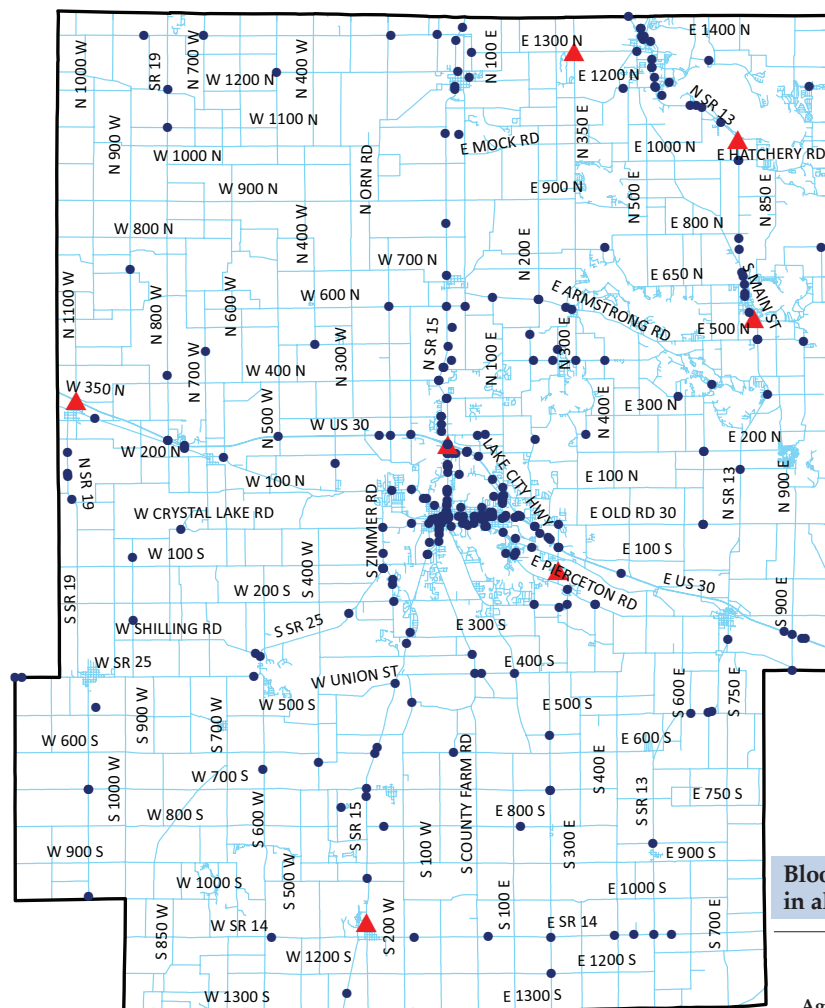 E 1400 N
E 1300 N
N 1000 W
SR 19
N 700 W
N 400 W
N 100 E
W 1200 N
E 1200 N
N SR 13
W 1100 N
N 350 E
N 900 W
W 1000 N
N ORN RD
E MOCK RD
E 1000 N
E HATCHERY RD
W 900 N
E 900 N
N 500 E
N 850 E
W 800 N
N 400 W
E 800 N
N 200 E
W 700 N
E 650 N
S MAIN ST
N 1100 W
N 800 W
N 600 W
W 600 N
E ARMSTRONG RD
E 500 N
N 700 W
N 300 W
N SR 15
N 100 E
N 300 E
W 400 N
W 350 N
N 400 E
E 300 N
N 500 W
W US 30
E 200 N
W 200 N
LAKE CITY HWY
N SR 19
W 100 N
E 100 N
N SR 13
N 900 E
W CRYSTAL LAKE RD
S ZIMMER RD
E OLD RD 30
W 100 S
E 100 S
S SR 19
S 400 W
W 200 S
E PIERCETON RD
E US 30
S 900 E
W SHILLING RD
S SR 25
E 300 S
W SR 25
W UNION ST
E 400 S
S 900 W
S 700 W
W 500 S
E 500 S
S 600 E
S 750 E
W 600 S
E 600 S
S 1000 W
W 700 S
S COUNTY FARM RD
S 400 E
S SR 13
E 750 S
W 800 S
S 600 W
S SR 15
S 100 W
E 800 S
S 300 E
W 900 S
E 900 S
Bloo
in al
W 1000 S
S 500 W
E 1000 S
S 850 W
W SR 14
S 200 W
S 100 E
E SR 14
S 700 E
W 1200 S
E 1200 S
W 1300 S
E 1300 S
Ag